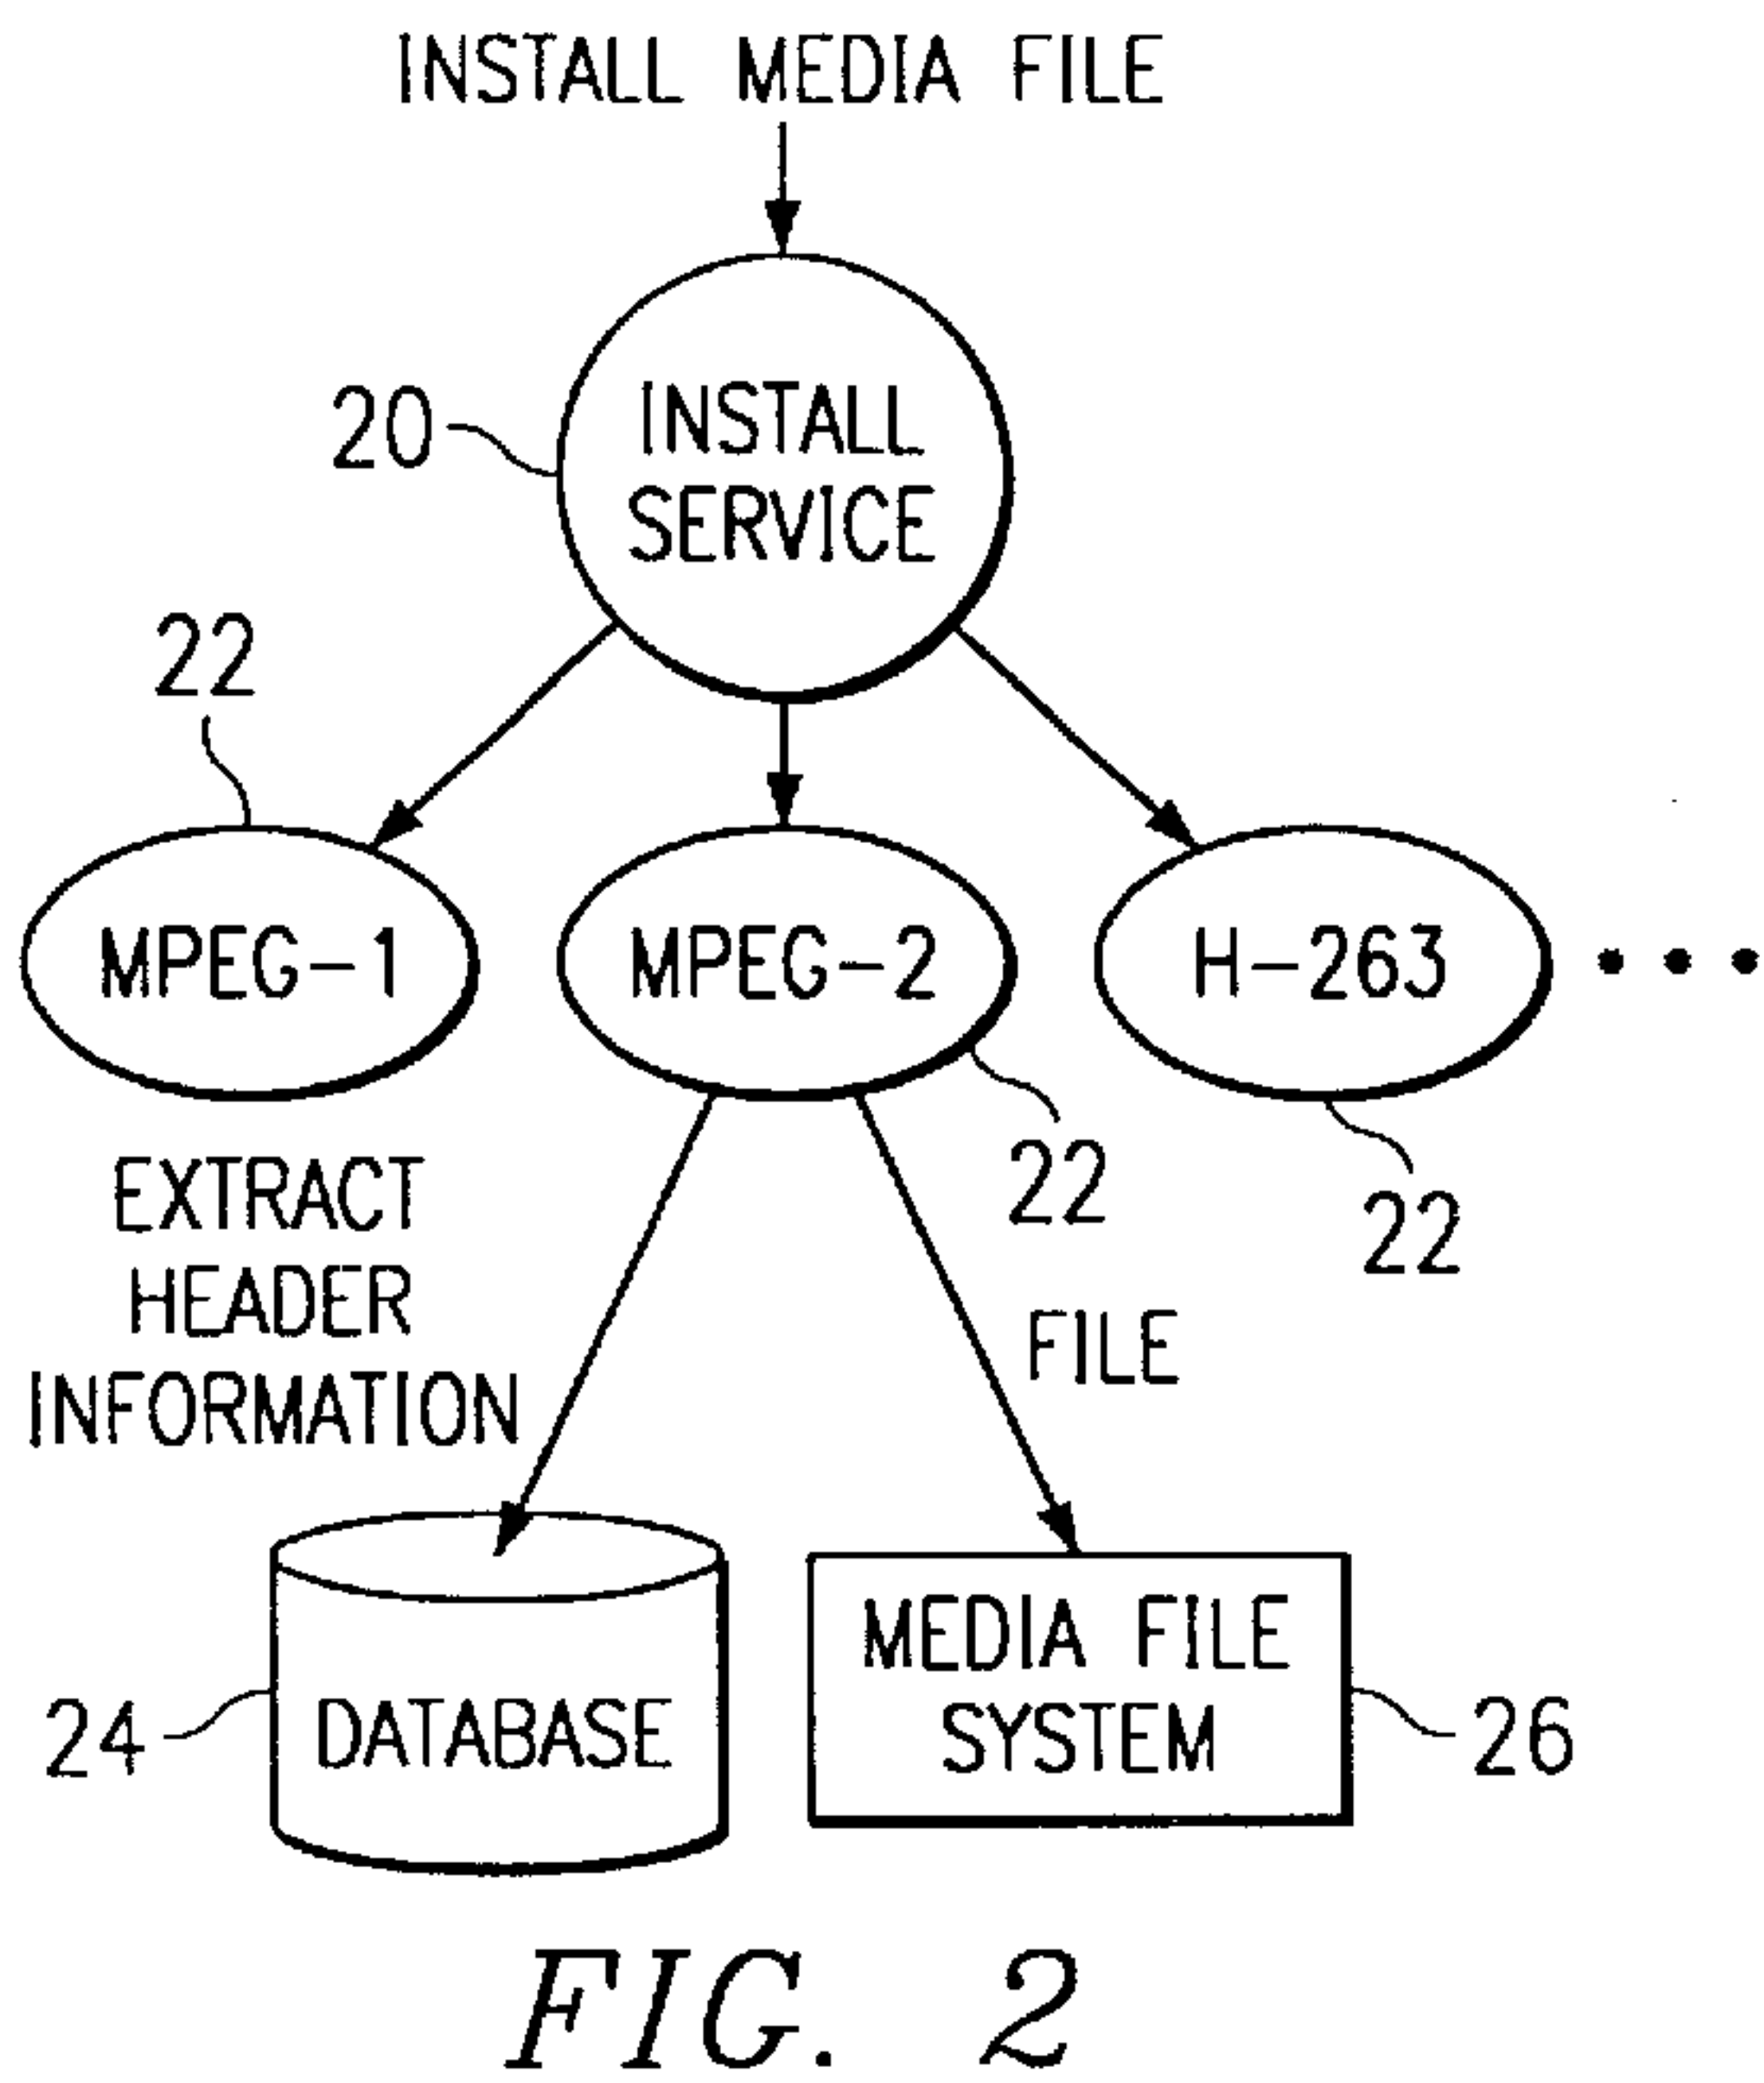 INSTALL MEDIA FILE
20
INSTALL
SERVICE
22
MPEG-1
MPEG-2
H-263
EXTRACT
HEADER
INFORMATION
22
22
FILE
24
DATABASE
MEDIA FILE
SYSTEM
26
FIG. 2